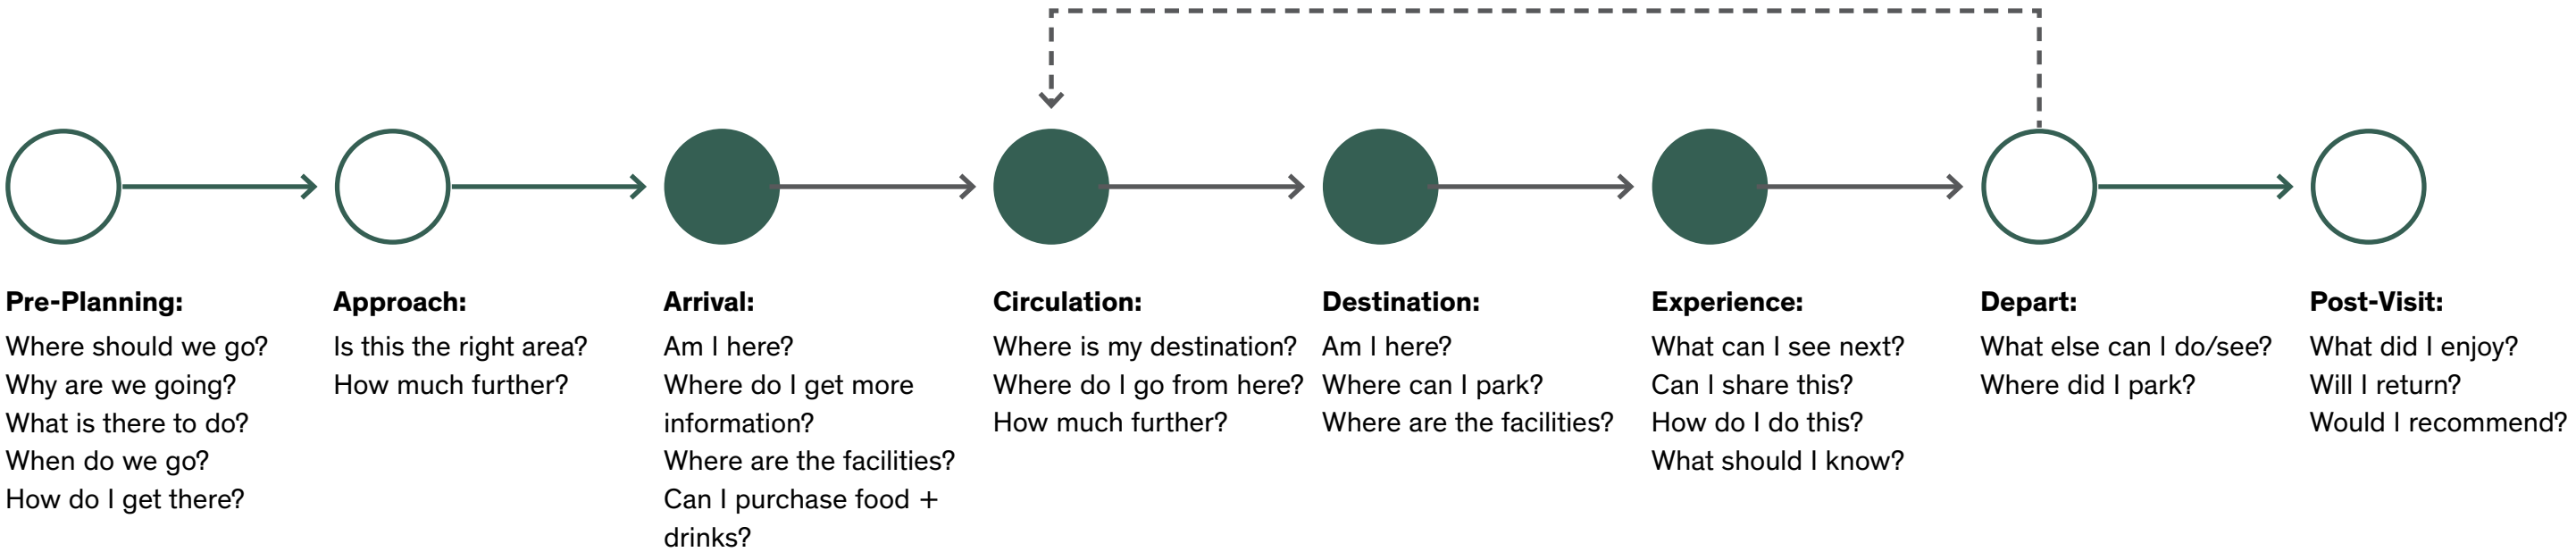 Pre-Planning:
Where should we go?
Why are we going?
What is there to do?
When do we go?
How do I get there?
Approach:
Is this the right area?
How much further?
Arrival:
Am I here?
Where do I get more
information?
Where are the facilities?
Can I purchase food +
drinks?
Circulation:
Where is my destination?
Where do I go from here?
How much further?
Destination:
Am I here?
Where can I park?
Where are the facilities?
Experience:
What can I see next?
Can I share this?
How do I do this?
What should I know?
Depart:
What else can I do/see?
Where did I park?
Post-Visit:
What did I enjoy?
Will I return?
Would I recommend?